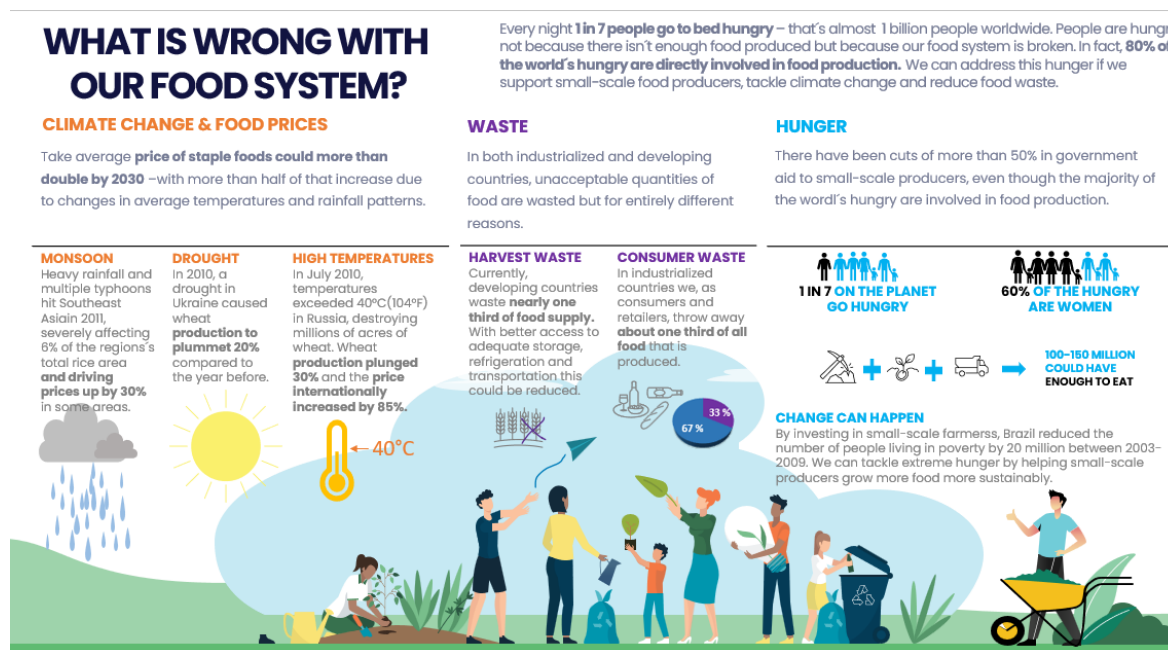 WHAT IS WRONG WITH
OUR FOOD SYSTEM?
Every night 1 in 7 people go to bed hungry – that´s almost 1 billion people worldwide. People are hungr
not because there isn´t enough food produced but because our food system is broken. In fact, 80% of
the world´s hungry are directly involved in food production. We can address this hunger if we
support small-scale food producers, tackle climate change and reduce food waste.
CLIMATE CHANGE & FOOD PRICES
Take average price of staple foods could more than
double by 2030 –with more than half of that increase due
to changes in average temperatures and rainfall patterns.
WASTE
In both industrialized and developing
countries, unacceptable quantities of
food are wasted but for entirely different
reasons.
HUNGER
There have been cuts of more than 50% in government
aid to small-scale producers, even though the majority of
the wordl´s hungry are involved in food production.
MONSOON
Heavy rainfall and
multiple typhoons
hit Southeast
Asiain 2011,
severely affecting
6% of the regions´s
total rice area
and driving
prices up by 30%
in some areas.
DROUGHT
In 2010, a
drought in
Ukraine caused
wheat
production to
plummet 20%
compared to
the year before.
HIGH TEMPERATURES
In July 2010,
temperatures
exceeded 40ºC(104ºF)
in Russia, destroying
millions of acres of
wheat. Wheat
production plunged
30% and the price
internationally
increased by 85%.
40°C
HARVEST WASTE
Currently,
developing countries
waste nearly one
third of food supply.
With better access to
adequate storage,
refrigeration and
transportation this
could be reduced.
CONSUMER WASTE
In industrialized
countries we, as
consumers and
retailers, throw away
about one third of all
food that is
produced.
33 %
67 %
1 IN 7 ON THE PLANET
GO HUNGRY
60% OF THE HUNGRY
ARE WOMEN
100-150 MILLION
COULD HAVE
ENOUGH TO EAT
CHANGE CAN HAPPEN
By investing in small-scale farmerss, Brazil reduced the
number of people living in poverty by 20 million between 2003-
2009. We can tackle extreme hunger by helping small-scale
producers grow more food more sustainably.